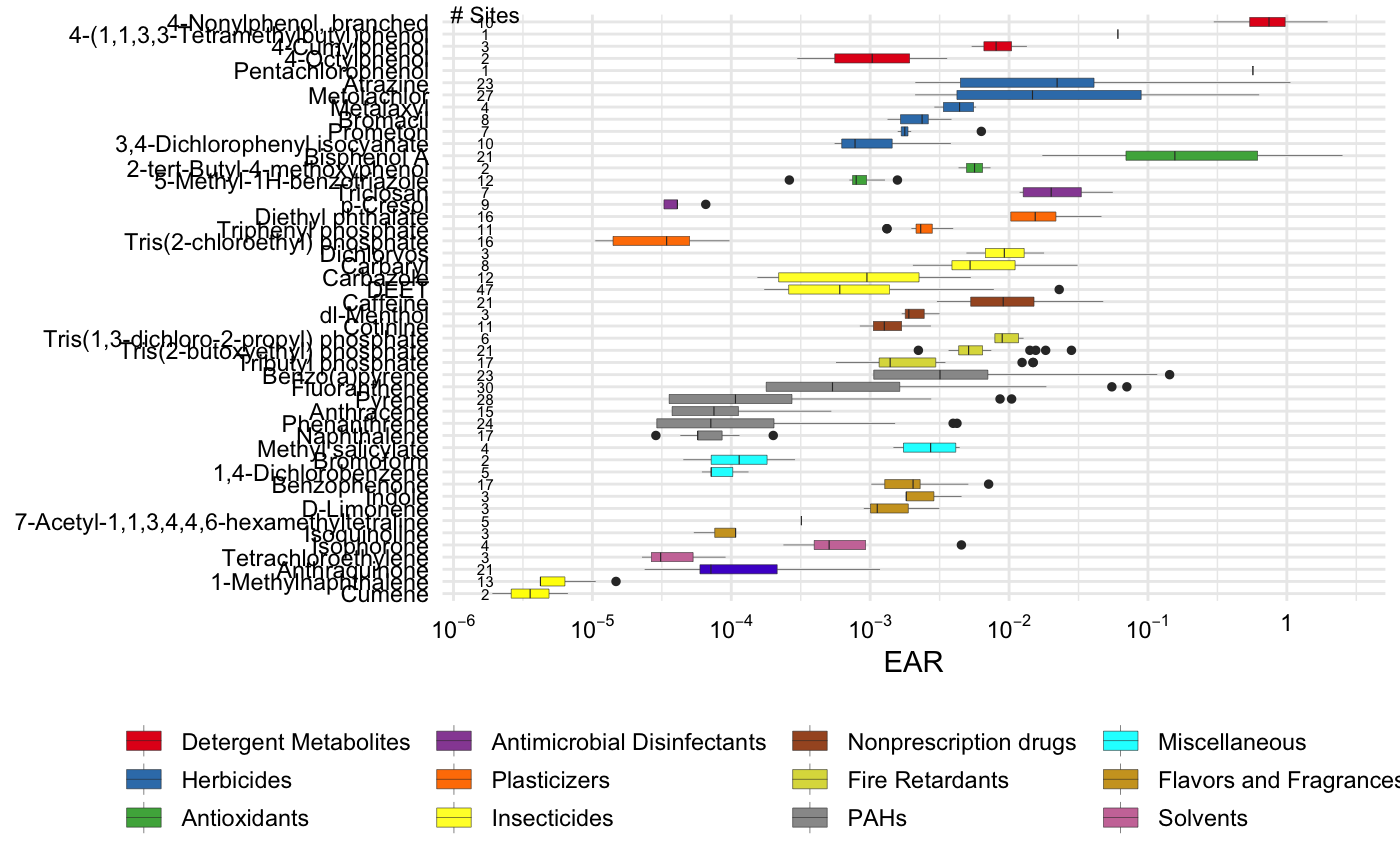 # Sites
4-Nonylphenol, branched 10
4-(1,1,3,3-Tetramethylbutyl)phenol 1
4-Cumylphenol 3
4-Octylphenol 2
Pentachlorophenol 1
Atrazine 23
Metolachlor 27
Metalaxyl 4
Bromacil 8
Prometon 7
3,4-Dichlorophenyl isocyanate 10
Bisphenol A 21
2-tert-Butyl-4-methoxyphenol 2
5-Methyl-1H-benzotriazole 12
Triclosan 7
p-Cresol 9
Diethyl phthalate 16
Triphenyl phosphate 11
Tris(2-chloroethyl) phosphate 16
Dichlorvos 3
Carbaryl 8
Carbazole 12
DEET 47
Caffeine 21
dl-Menthol 3
Cotinine 11
Tris(1,3-dichloro-2-propyl) phosphate 6
Tris(2-butoxyethyl) phosphate 21
Tributyl phosphate 17
Benzo(a)pyrene 23
Fluoranthene 30
Pyrene 28
Anthracene 15
Phenanthrene 24
Naphthalene 17
Methyl salicylate 4
Bromoform 2
1,4-Dichlorobenzene 5
Benzophenone 17
Indole 3
D-Limonene 3
7-Acetyl-1,1,3,4,4,6-hexamethyltetraline 5
Isoquinoline 3
Isophorone 4
Tetrachloroethylene 3
Anthraquinone 21
1-Methylnaphthalene 13
Cumene 2
10−6 10−5 10−4 10−3 10−2 10−1 1
EAR
Detergent Metabolites Antimicrobial Disinfectants Nonprescription drugs Miscellaneous
Herbicides Plasticizers Fire Retardants Flavors and Fragrances
Antioxidants Insecticides PAHs Solvents